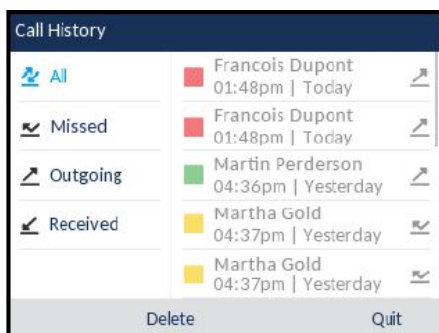 Call History
All
Missed
Outgoing
Received
Francois Dupont
01:48pm | Today
Francois Dupont
01:48pm | Today
Martin Perderson
04:36pm | Yesterday
Martha Gold
04:37pm | Yesterday
Martha Gold
04:37pm | Yesterday
Delete
Quit